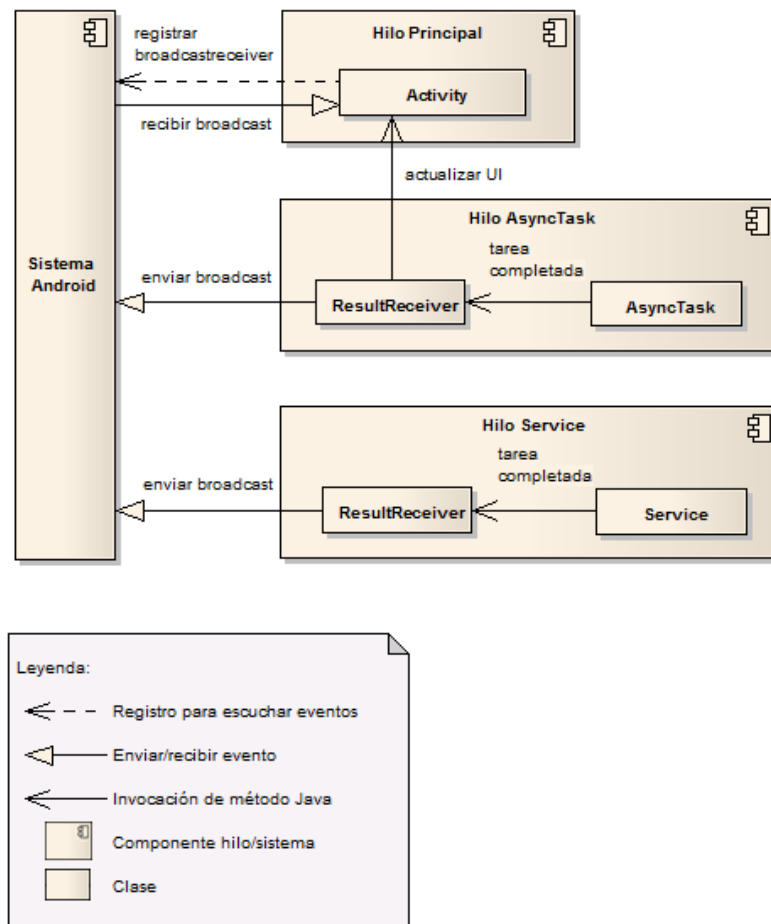 registrar
broadcastreceiver
Hilo Principal
Activity
recibir broadcast
actualizar UI
Hilo AsyncTask
tarea
completada
Sistema
Android
enviar broadcast
ResultReceiver
AsyncTask
Hilo Service
tarea
completada
enviar broadcast
ResultReceiver
Service
Leyenda:
Registro para escuchar eventos
Enviar/recibir evento
Invocación de método Java
Componente hilo/sistema
Clase